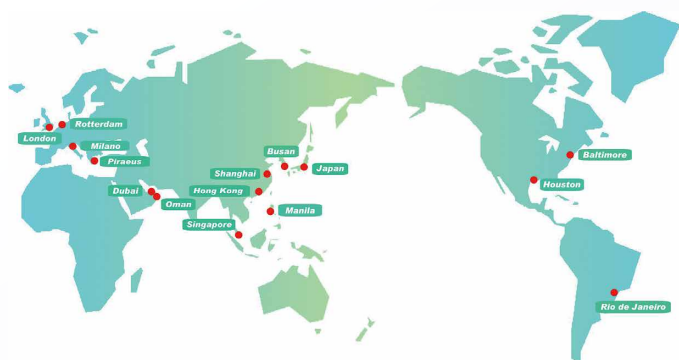 Rotterdam
London
Milano
Piraeus
Busan
Baltimore
Japan
Shanghai
Houston
Dubai
Hong Kong
Oman
Manila
Singapore
Rio de Janeiro